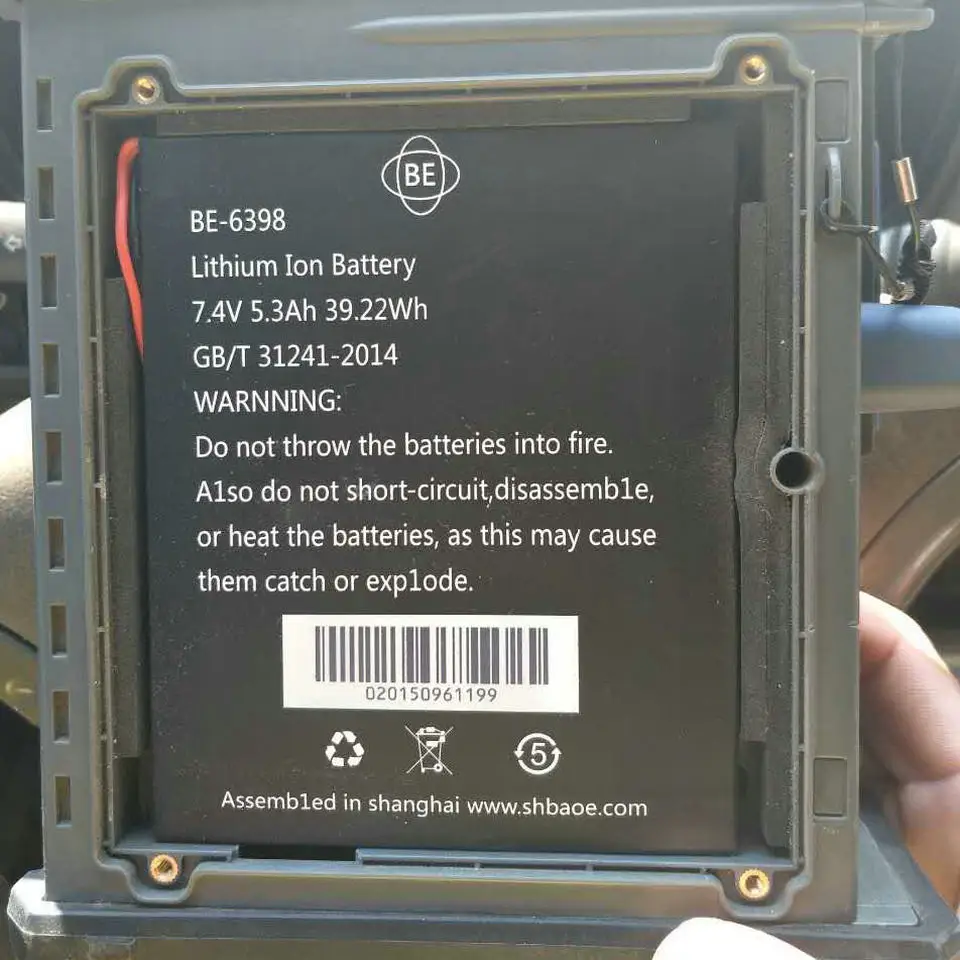 BE
BE-6398
Lithium Ion Battery
7.4V 5.3Ah 39.22Wh
GB/T 31241-2014
WARNNING:
Do not throw the batteries into fire.
A1so do not short-circuit,disassemb1e,
or heat the batteries, as this may cause
them catch or exp1ode.
020150961199
5
Assemb1ed in shanghai www.shbaoe.com